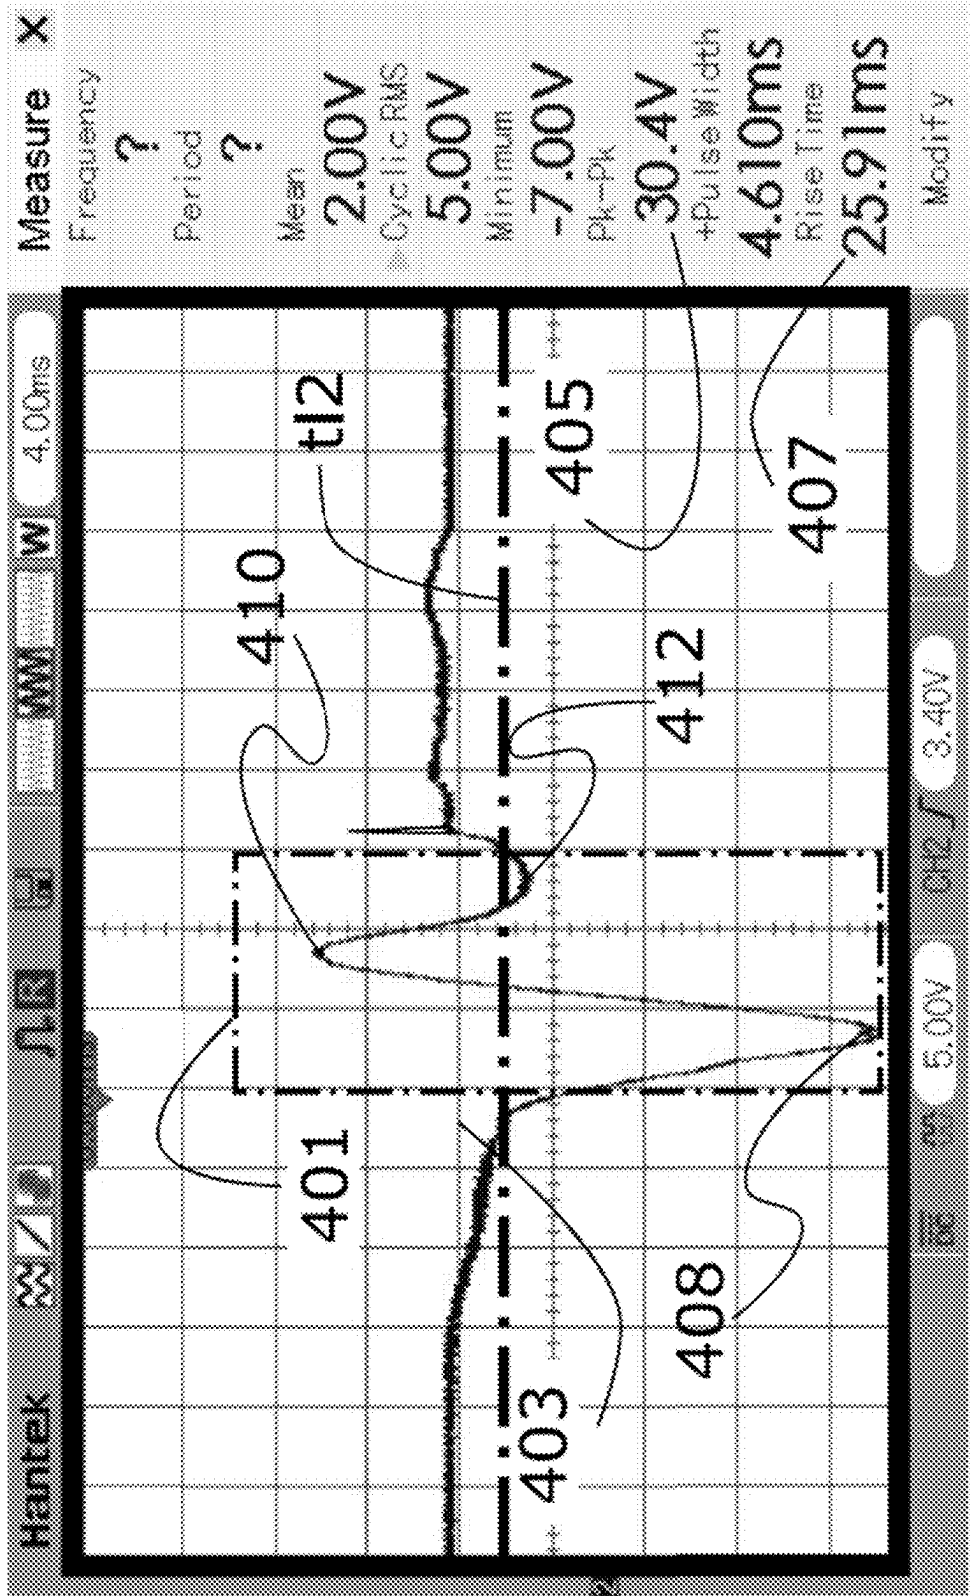 Hantek
W
4.00ms
Measure X
Frequency
?
Period
?
Mean
2.00V
Cyclic RMS
5.00V
Minimum
-7.00V
Pk-Pk
30.4V
+Pulse Width
4.610ms
Rise Time
25.91ms
Modify
401
410
tl2
403
405
408
412
407
5.00V
CH2/
3.40V